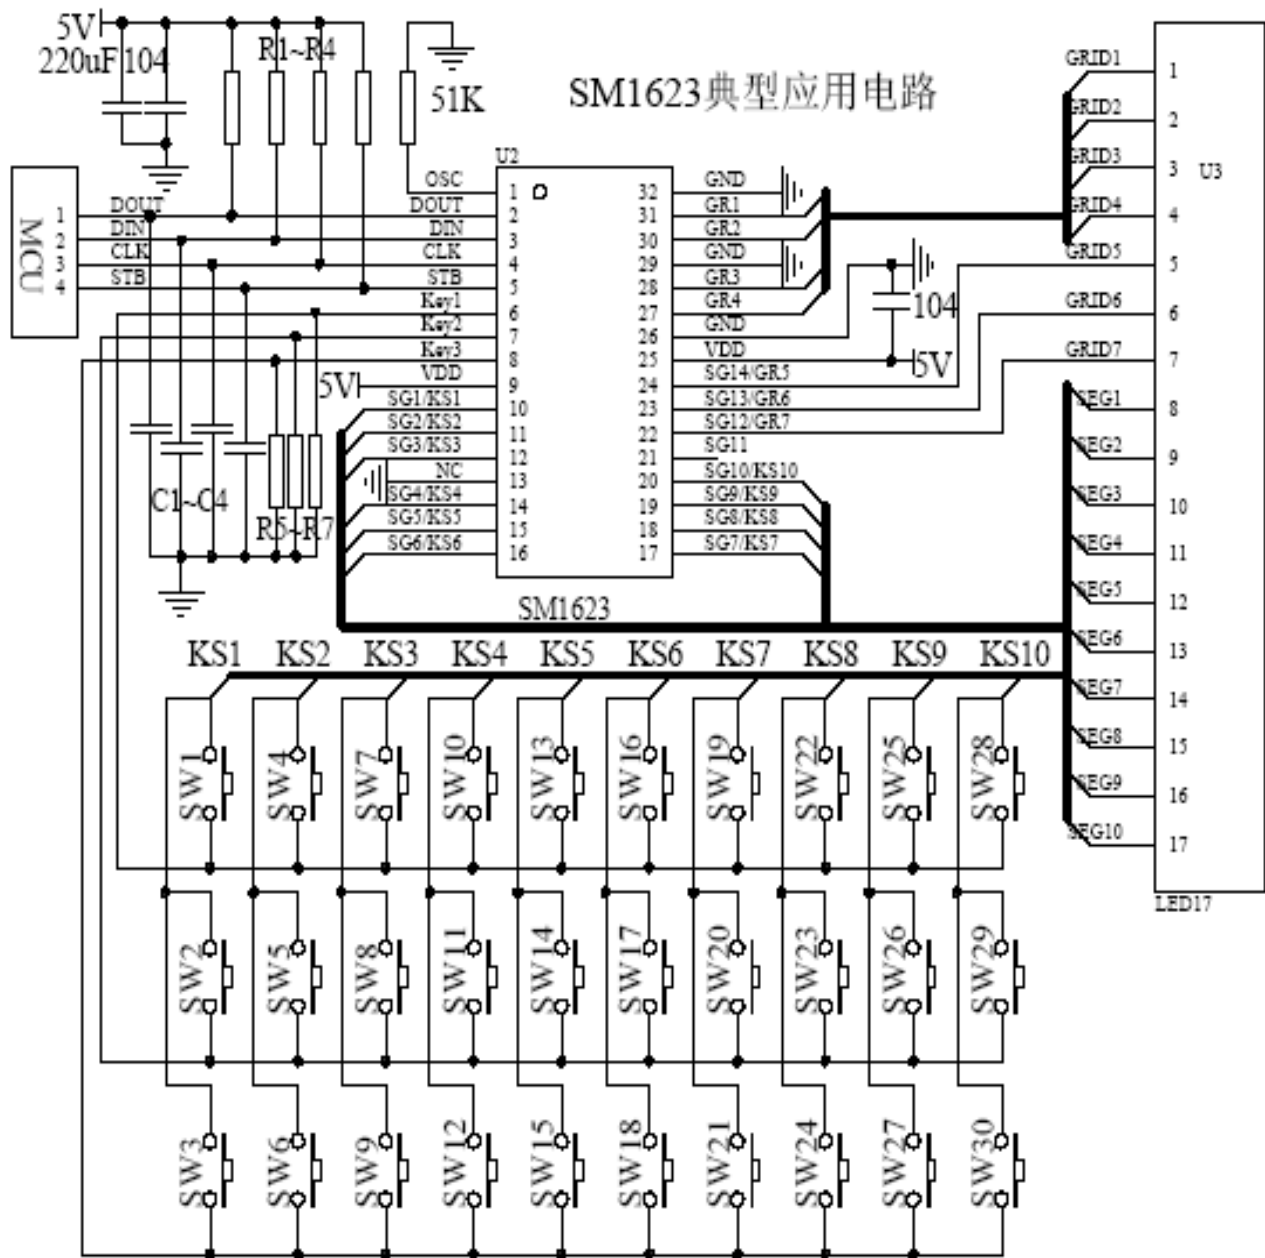 5V
220uF 104
R1~R4
51K
SM1623典型应用电路
U2
MCU
1 DOUT
2 DIN
3 CLK
4 STB
OSC 1
DOUT 2
DIN 3
CLK 4
STB 5
Key1 6
Key2 7
Key3 8
5V VDD 9
SG1/KS1 10
SG2/KS2 11
SG3/KS3 12
NC 13
SG4/KS4 14
SG5/KS5 15
SG6/KS6 16
32 GND
31 GR1
30 GR2
29 GND
28 GR3
27 GR4
26 GND
25 VDD
24 SG14/GR5
23 SG13/GR6
22 SG12/GR7
21 SG11
20 SG10/KS10
19 SG9/KS9
18 SG8/KS8
17 SG7/KS7
104
5V
C1~C4
R5~R7
SM1623
GRID1 1
GRID2 2
GRID3 3
GRID4 4
GRID5 5
GRID6 6
GRID7 7
SEG1 8
SEG2 9
SEG3 10
SEG4 11
SEG5 12
SEG6 13
SEG7 14
SEG8 15
SEG9 16
SEG10 17
U3
LED17
KS1 KS2 KS3 KS4 KS5 KS6 KS7 KS8 KS9 KS10
SW1 SW4 SW7 SW10 SW13 SW16 SW19 SW22 SW25 SW28
SW2 SW5 SW8 SW11 SW14 SW17 SW20 SW23 SW26 SW29
SW3 SW6 SW9 SW12 SW15 SW18 SW21 SW24 SW27 SW30